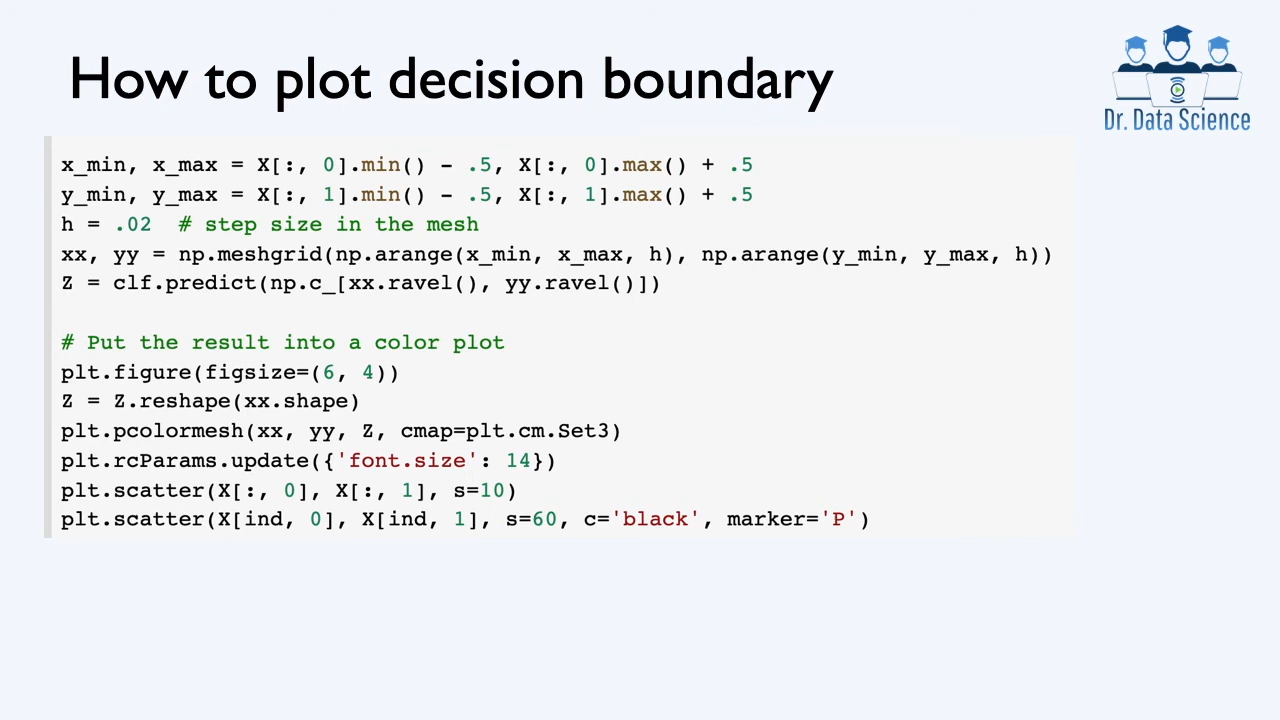 How to plot decision boundary
Dr. Data Science
x_min, x_max = X[:, 0].min() - .5, X[:, 0].max() + .5
y_min, y_max = X[:, 1].min() - .5, X[:, 1].max() + .5
h = .02  # step size in the mesh
xx, yy = np.meshgrid(np.arange(x_min, x_max, h), np.arange(y_min, y_max, h))
Z = clf.predict(np.c_[xx.ravel(), yy.ravel()])
# Put the result into a color plot
plt.figure(figsize=(6, 4))
Z = Z.reshape(xx.shape)
plt.pcolormesh(xx, yy, Z, cmap=plt.cm.Set3)
plt.rcParams.update({'font.size': 14})
plt.scatter(X[:, 0], X[:, 1], s=10)
plt.scatter(X[ind, 0], X[ind, 1], s=60, c='black', marker='P')